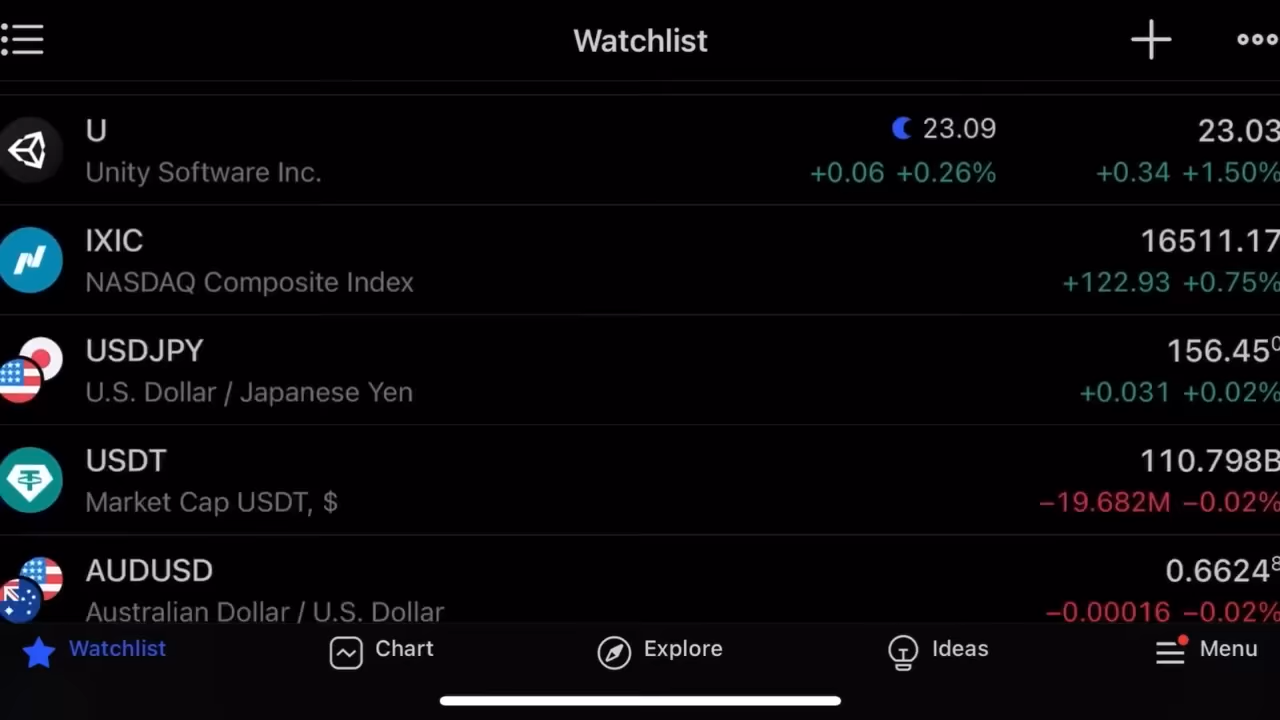 Watchlist
U 23.09 23.03
Unity Software Inc. +0.06 +0.26% +0.34 +1.50%
IXIC 16511.17
NASDAQ Composite Index +122.93 +0.75%
USDJPY 156.450
U.S. Dollar / Japanese Yen +0.031 +0.02%
USDT 110.798B
Market Cap USDT, $ −19.682M −0.02%
AUDUSD 0.66248
Australian Dollar / U.S. Dollar −0.00016 −0.02%
Watchlist Chart Explore Ideas Menu